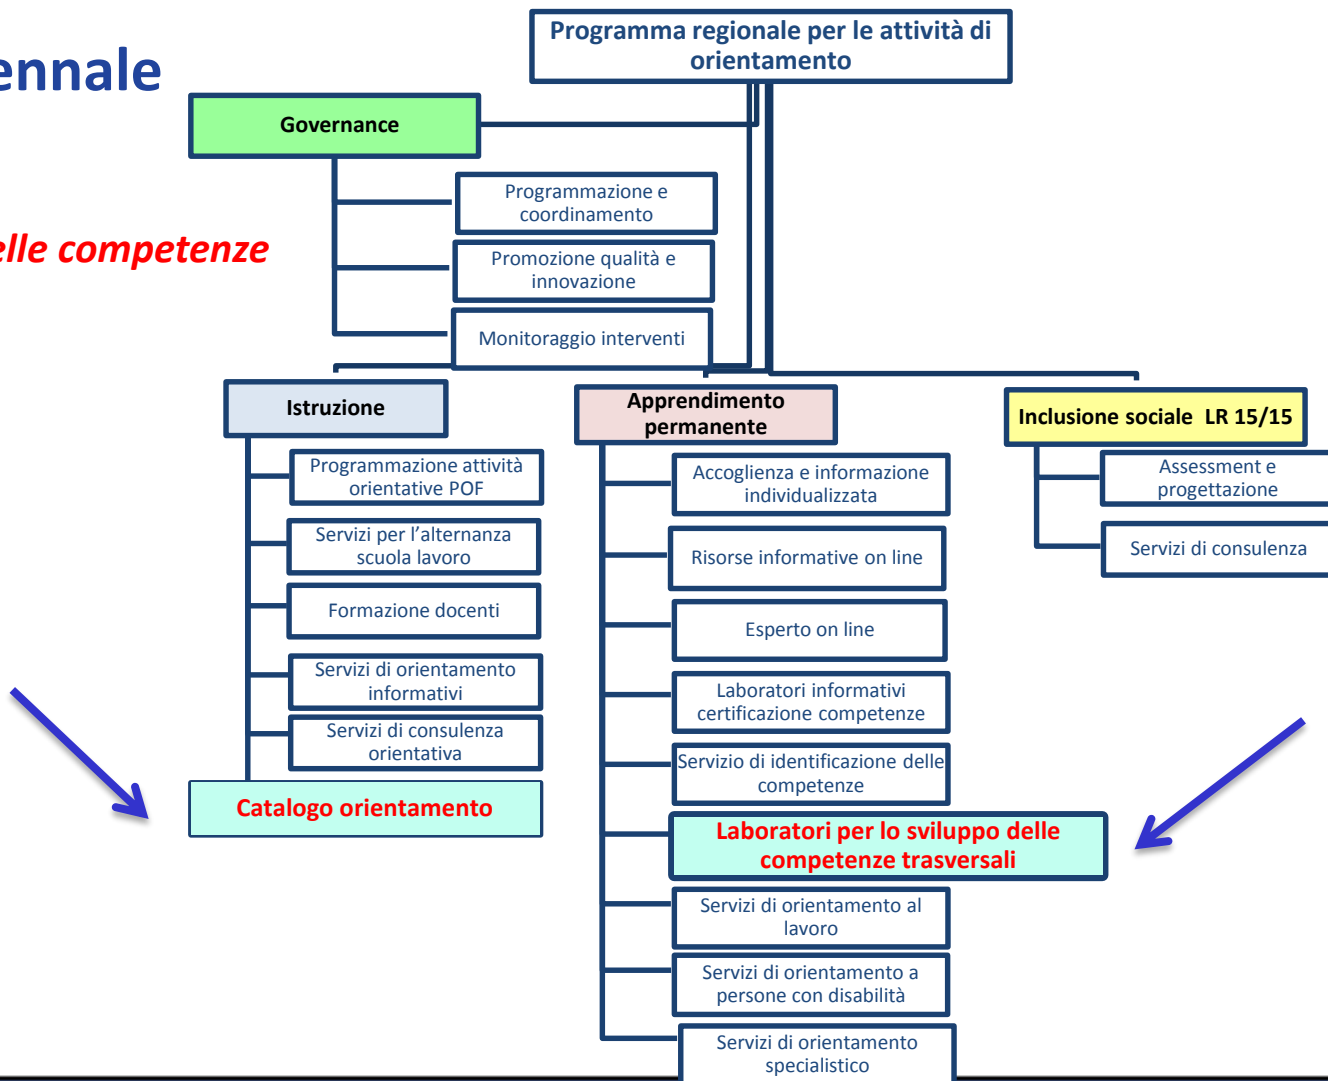 Programma regionale per le attività di
orientamento
ennale
Governance
Programmazione e
coordinamento
elle competenze
Promozione qualità e
innovazione
Monitoraggio interventi
Istruzione
Programmazione attività
orientative POF
Servizi per l'alternanza
scuola lavoro
Formazione docenti
Servizi di orientamento
informativi
Servizi di consulenza
orientativa
Catalogo orientamento
Apprendimento
permanente
Accoglienza e informazione
individualizzata
Risorse informative on line
Esperto on line
Laboratori informativi
certificazione competenze
Servizio di identificazione delle
competenze
Laboratori per lo sviluppo delle
competenze trasversali
Servizi di orientamento al
lavoro
Servizi di orientamento a
persone con disabilità
Servizi di orientamento
specialistico
Inclusione sociale LR 15/15
Assessment e
progettazione
Servizi di consulenza